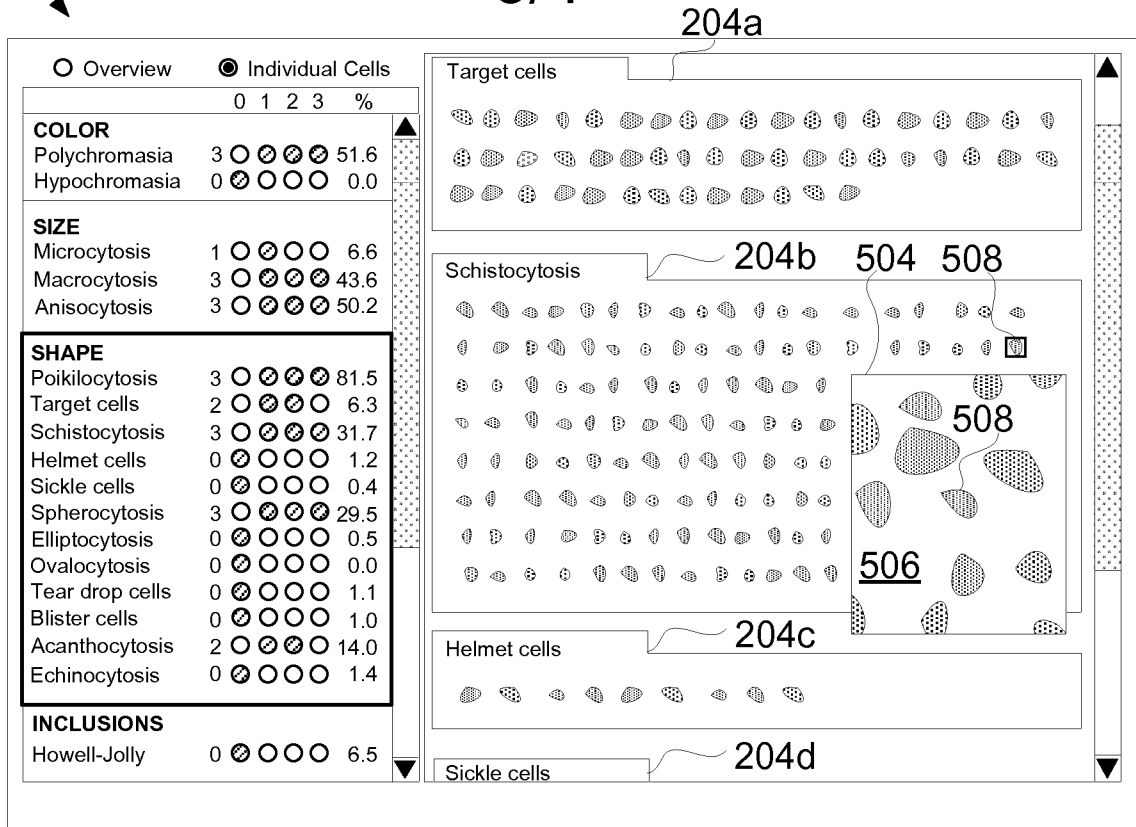 204a
Overview Individual Cells
0 1 2 3 %
COLOR
Polychromasia 3 51.6
Hypochromasia 0 0.0
SIZE
Microcytosis 1 6.6
Macrocytosis 3 43.6
Anisocytosis 3 50.2
SHAPE
Poikilocytosis 3 81.5
Target cells 2 6.3
Schistocytosis 3 31.7
Helmet cells 0 1.2
Sickle cells 0 0.4
Spherocytosis 3 29.5
Elliptocytosis 0 0.5
Ovalocytosis 0 0.0
Tear drop cells 0 1.1
Blister cells 0 1.0
Acanthocytosis 2 14.0
Echinocytosis 0 1.4
INCLUSIONS
Howell-Jolly 0 6.5
Target cells
Schistocytosis
204b 504 508
508
506
Helmet cells
204c
Sickle cells
204d